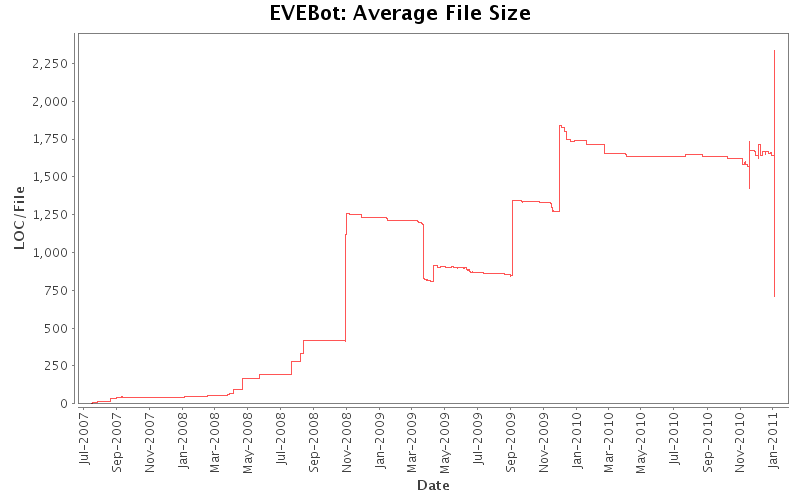 EVEBot: Average File Size
LOC/File
2,250
2,000
1,750
1,500
1,250
1,000
750
500
250
0
Jul-2007
Sep-2007
Nov-2007
Jan-2008
Mar-2008
May-2008
Jul-2008
Sep-2008
Nov-2008
Jan-2009
Mar-2009
May-2009
Jul-2009
Sep-2009
Nov-2009
Jan-2010
Mar-2010
May-2010
Jul-2010
Sep-2010
Nov-2010
Jan-2011
Date